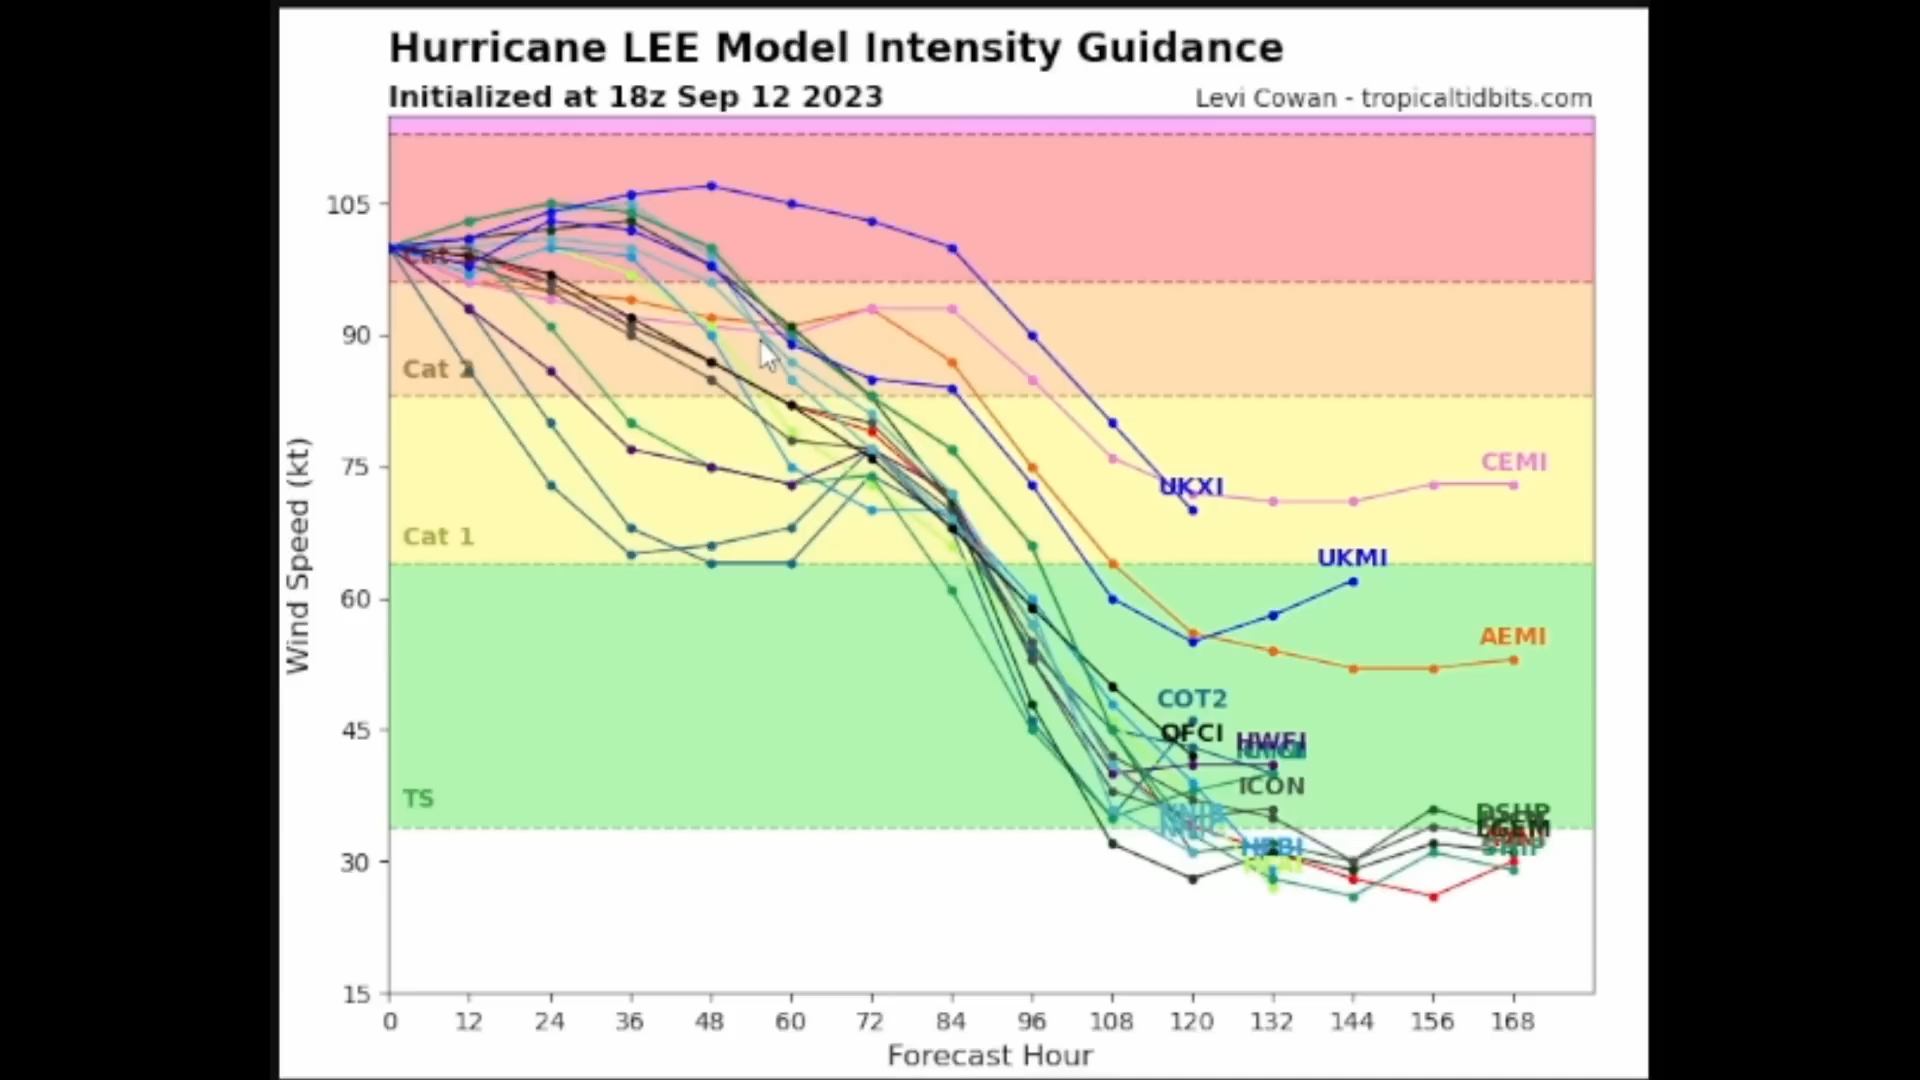 Hurricane LEE Model Intensity Guidance
Initialized at 18z Sep 12 2023
Levi Cowan - tropicaltidbits.com
105
90
75
60
45
30
15
Wind Speed (kt)
Cat 2
Cat 1
TS
CEMI
UKXI
UKMI
AEMI
COT2
OFCI
HWFI
ICON
DSHP
LGEM
0 12 24 36 48 60 72 84 96 108 120 132 144 156 168
Forecast Hour